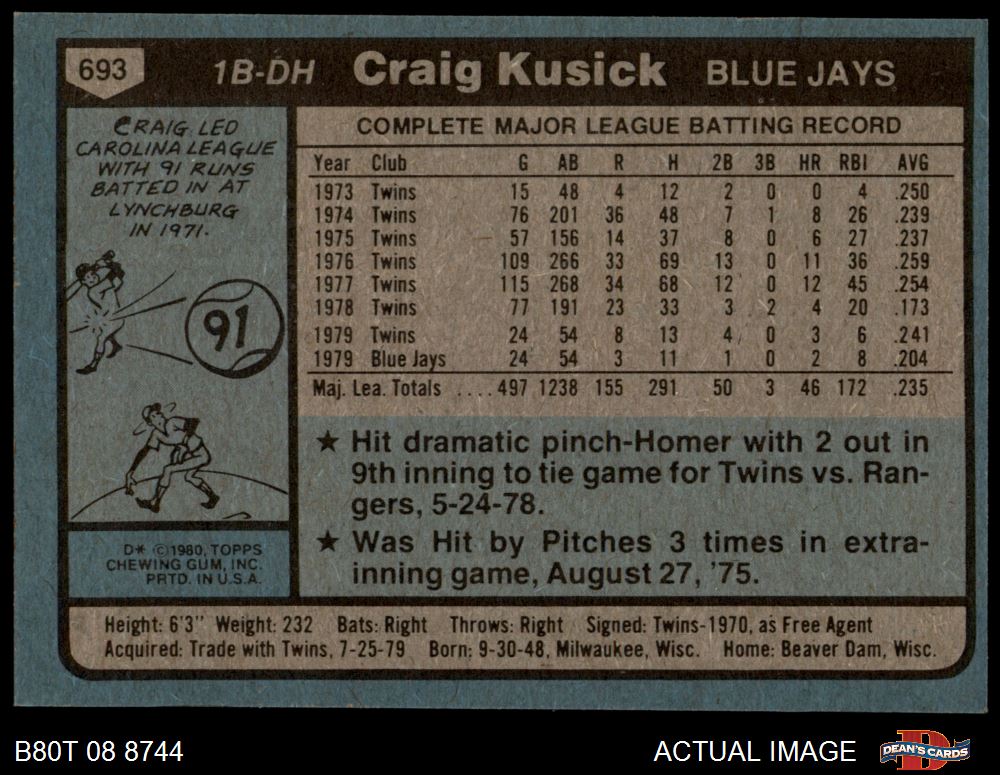 693 1B-DH Craig Kusick BLUE JAYS
CRAIG LED
CAROLINA LEAGUE
WITH 91 RUNS
BATTED IN AT
LYNCHBURG
IN 1971.
91
D* ©1980, TOPPS
CHEWING GUM, INC.
PRTD. IN U.S.A.
COMPLETE MAJOR LEAGUE BATTING RECORD
Year Club G AB R H 2B 3B HR RBI AVG
1973 Twins 15 48 4 12 2 0 0 4 .250
1974 Twins 76 201 36 48 7 1 8 26 .239
1975 Twins 57 156 14 37 8 0 6 27 .237
1976 Twins 109 266 33 69 13 0 11 36 .259
1977 Twins 115 268 34 68 12 0 12 45 .254
1978 Twins 77 191 23 33 3 2 4 20 .173
1979 Twins 24 54 8 13 4 0 3 6 .241
1979 Blue Jays 24 54 3 11 1 0 2 8 .204
Maj. Lea. Totals .... 497 1238 155 291 50 3 46 172 .235
★ Hit dramatic pinch-Homer with 2 out in
9th inning to tie game for Twins vs. Ran-
gers, 5-24-78.
★ Was Hit by Pitches 3 times in extra-
inning game, August 27, '75.
Height: 6'3" Weight: 232 Bats: Right Throws: Right Signed: Twins-1970, as Free Agent
Acquired: Trade with Twins, 7-25-79 Born: 9-30-48, Milwaukee, Wisc. Home: Beaver Dam, Wisc.
B80T 08 8744 ACTUAL IMAGE DEAN'S CARDS